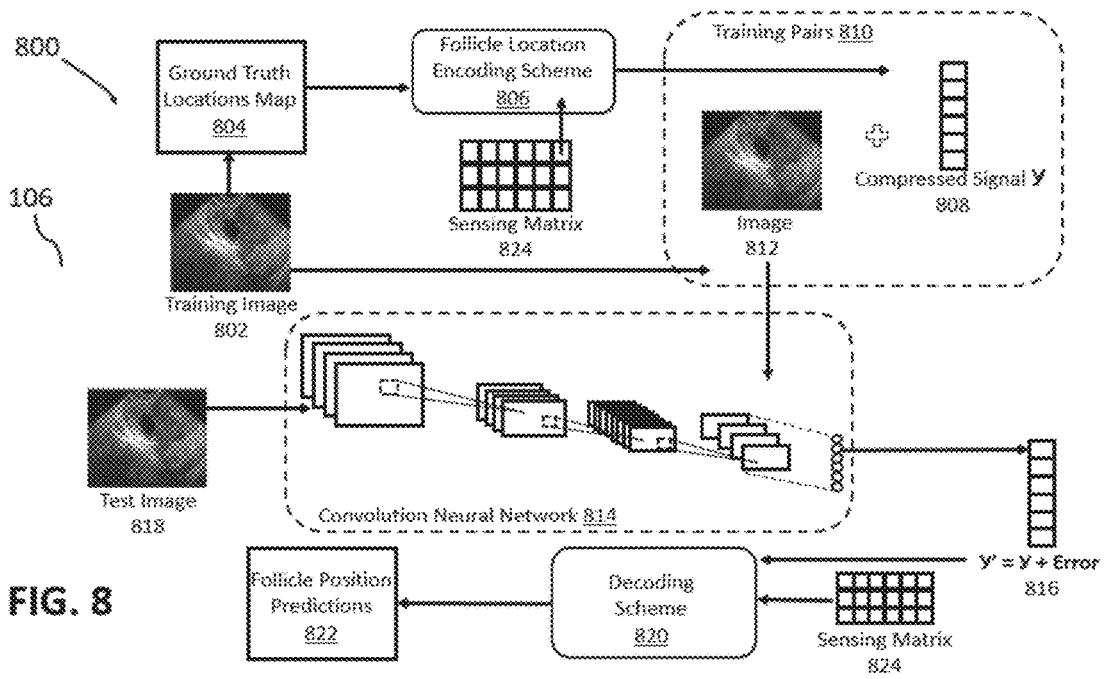 800
106
Ground Truth
Locations Map
804
Follicle Location
Encoding Scheme
806
Training Pairs 810
Sensing Matrix
824
Image
812
Compressed Signal y
808
Training Image
802
Test Image
818
Convolution Neural Network 814
y' = y + Error
816
Decoding
Scheme
820
Follicle Position
Predictions
822
Sensing Matrix
824
FIG. 8